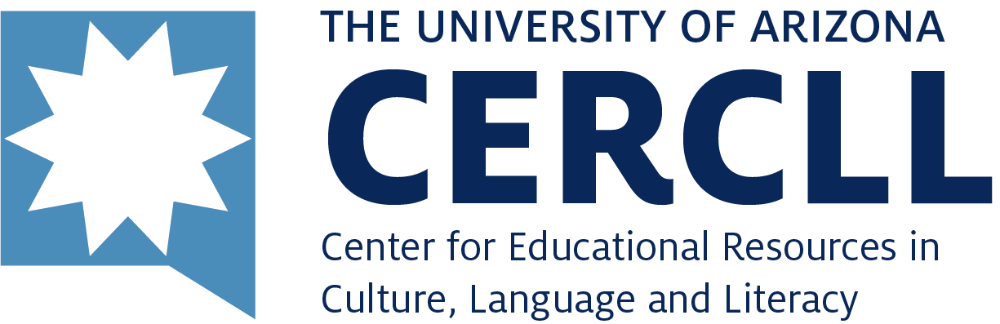 THE UNIVERSITY OF ARIZONA
CERCLL
Center for Educational Resources in
Culture, Language and Literacy